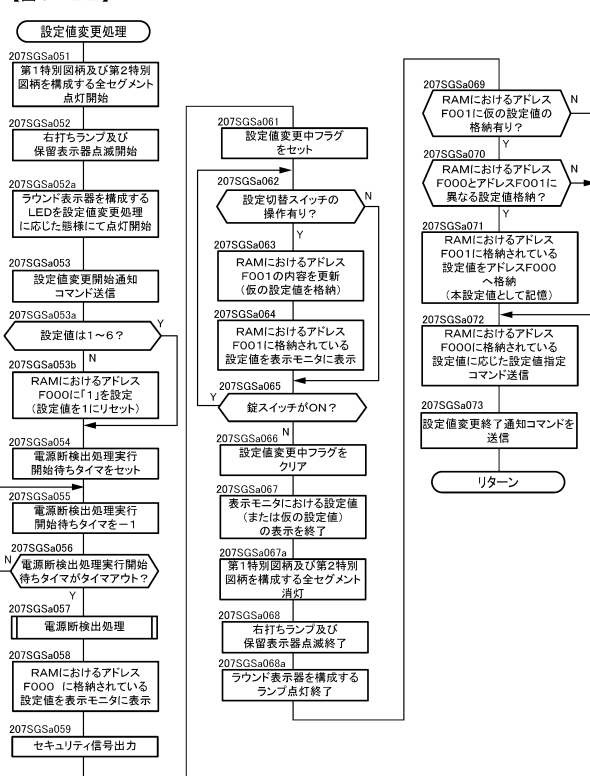 設定値変更処理
207SGSa051
第1特別図柄及び第2特別
図柄を構成する全セグメント
点灯開始
207SGSa052
右打ちランプ及び
保留表示器点滅開始
207SGSa052a
ラウンド表示器を構成する
LEDを設定値変更処理
に応じた態様にて点灯開始
207SGSa053
設定値変更開始通知
コマンド送信
207SGSa053a
設定値は1～6？
Y
N
207SGSa053b
RAMにおけるアドレス
F000に「1」を設定
(設定値を1にリセット)
207SGSa054
電源断検出処理実行
開始待ちタイマをセット
207SGSa055
電源断検出処理実行
開始待ちタイマを－1
207SGSa056
電源断検出処理実行開始
待ちタイマがタイムアウト？
N
Y
207SGSa057
電源断検出処理
207SGSa058
RAMにおけるアドレス
F000 に格納されている
設定値を表示モニタに表示
207SGSa059
セキュリティ信号出力
207SGSa061
設定値変更中フラグ
をセット
207SGSa062
設定切替スイッチの
操作有り？
N
Y
207SGSa063
RAMにおけるアドレス
F001の内容を更新
(仮の設定値を格納)
207SGSa064
RAMにおけるアドレス
F001に格納されている
設定値を表示モニタに表示
207SGSa065
錠スイッチがON？
Y
N
207SGSa066
設定値変更中フラグを
クリア
207SGSa067
表示モニタにおける設定値
(または仮の設定値)
の表示を終了
207SGSa067a
第1特別図柄及び第2特別
図柄を構成する全セグメント
消灯
207SGSa068
右打ちランプ及び
保留表示器点滅終了
207SGSa068a
ラウンド表示器を構成する
ランプ点灯終了
207SGSa069
RAMにおけるアドレス
F001に仮の設定値の
格納有り？
N
Y
207SGSa070
RAMにおけるアドレス
F000とアドレスF001に
異なる設定値格納？
N
Y
207SGSa071
RAMにおけるアドレス
F001に格納されている
設定値をアドレスF000
へ格納
(本設定値として記憶)
207SGSa072
RAMにおけるアドレス
F000に格納されている
設定値に応じた設定値指定
コマンド送信
207SGSa073
設定値変更終了通知コマンドを
送信
リターン